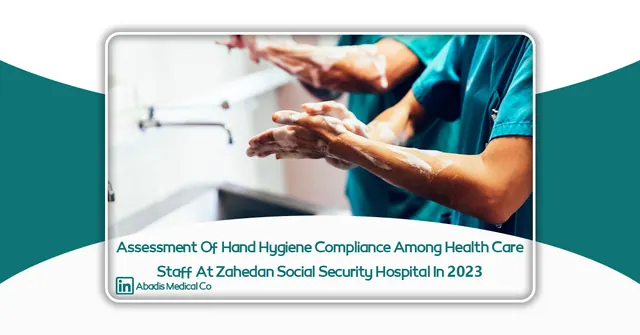 Assessment Of Hand Hygiene Compliance Among Health Care
Staff At Zahedan Social Security Hospital In 2023
in Abadis Medical Co